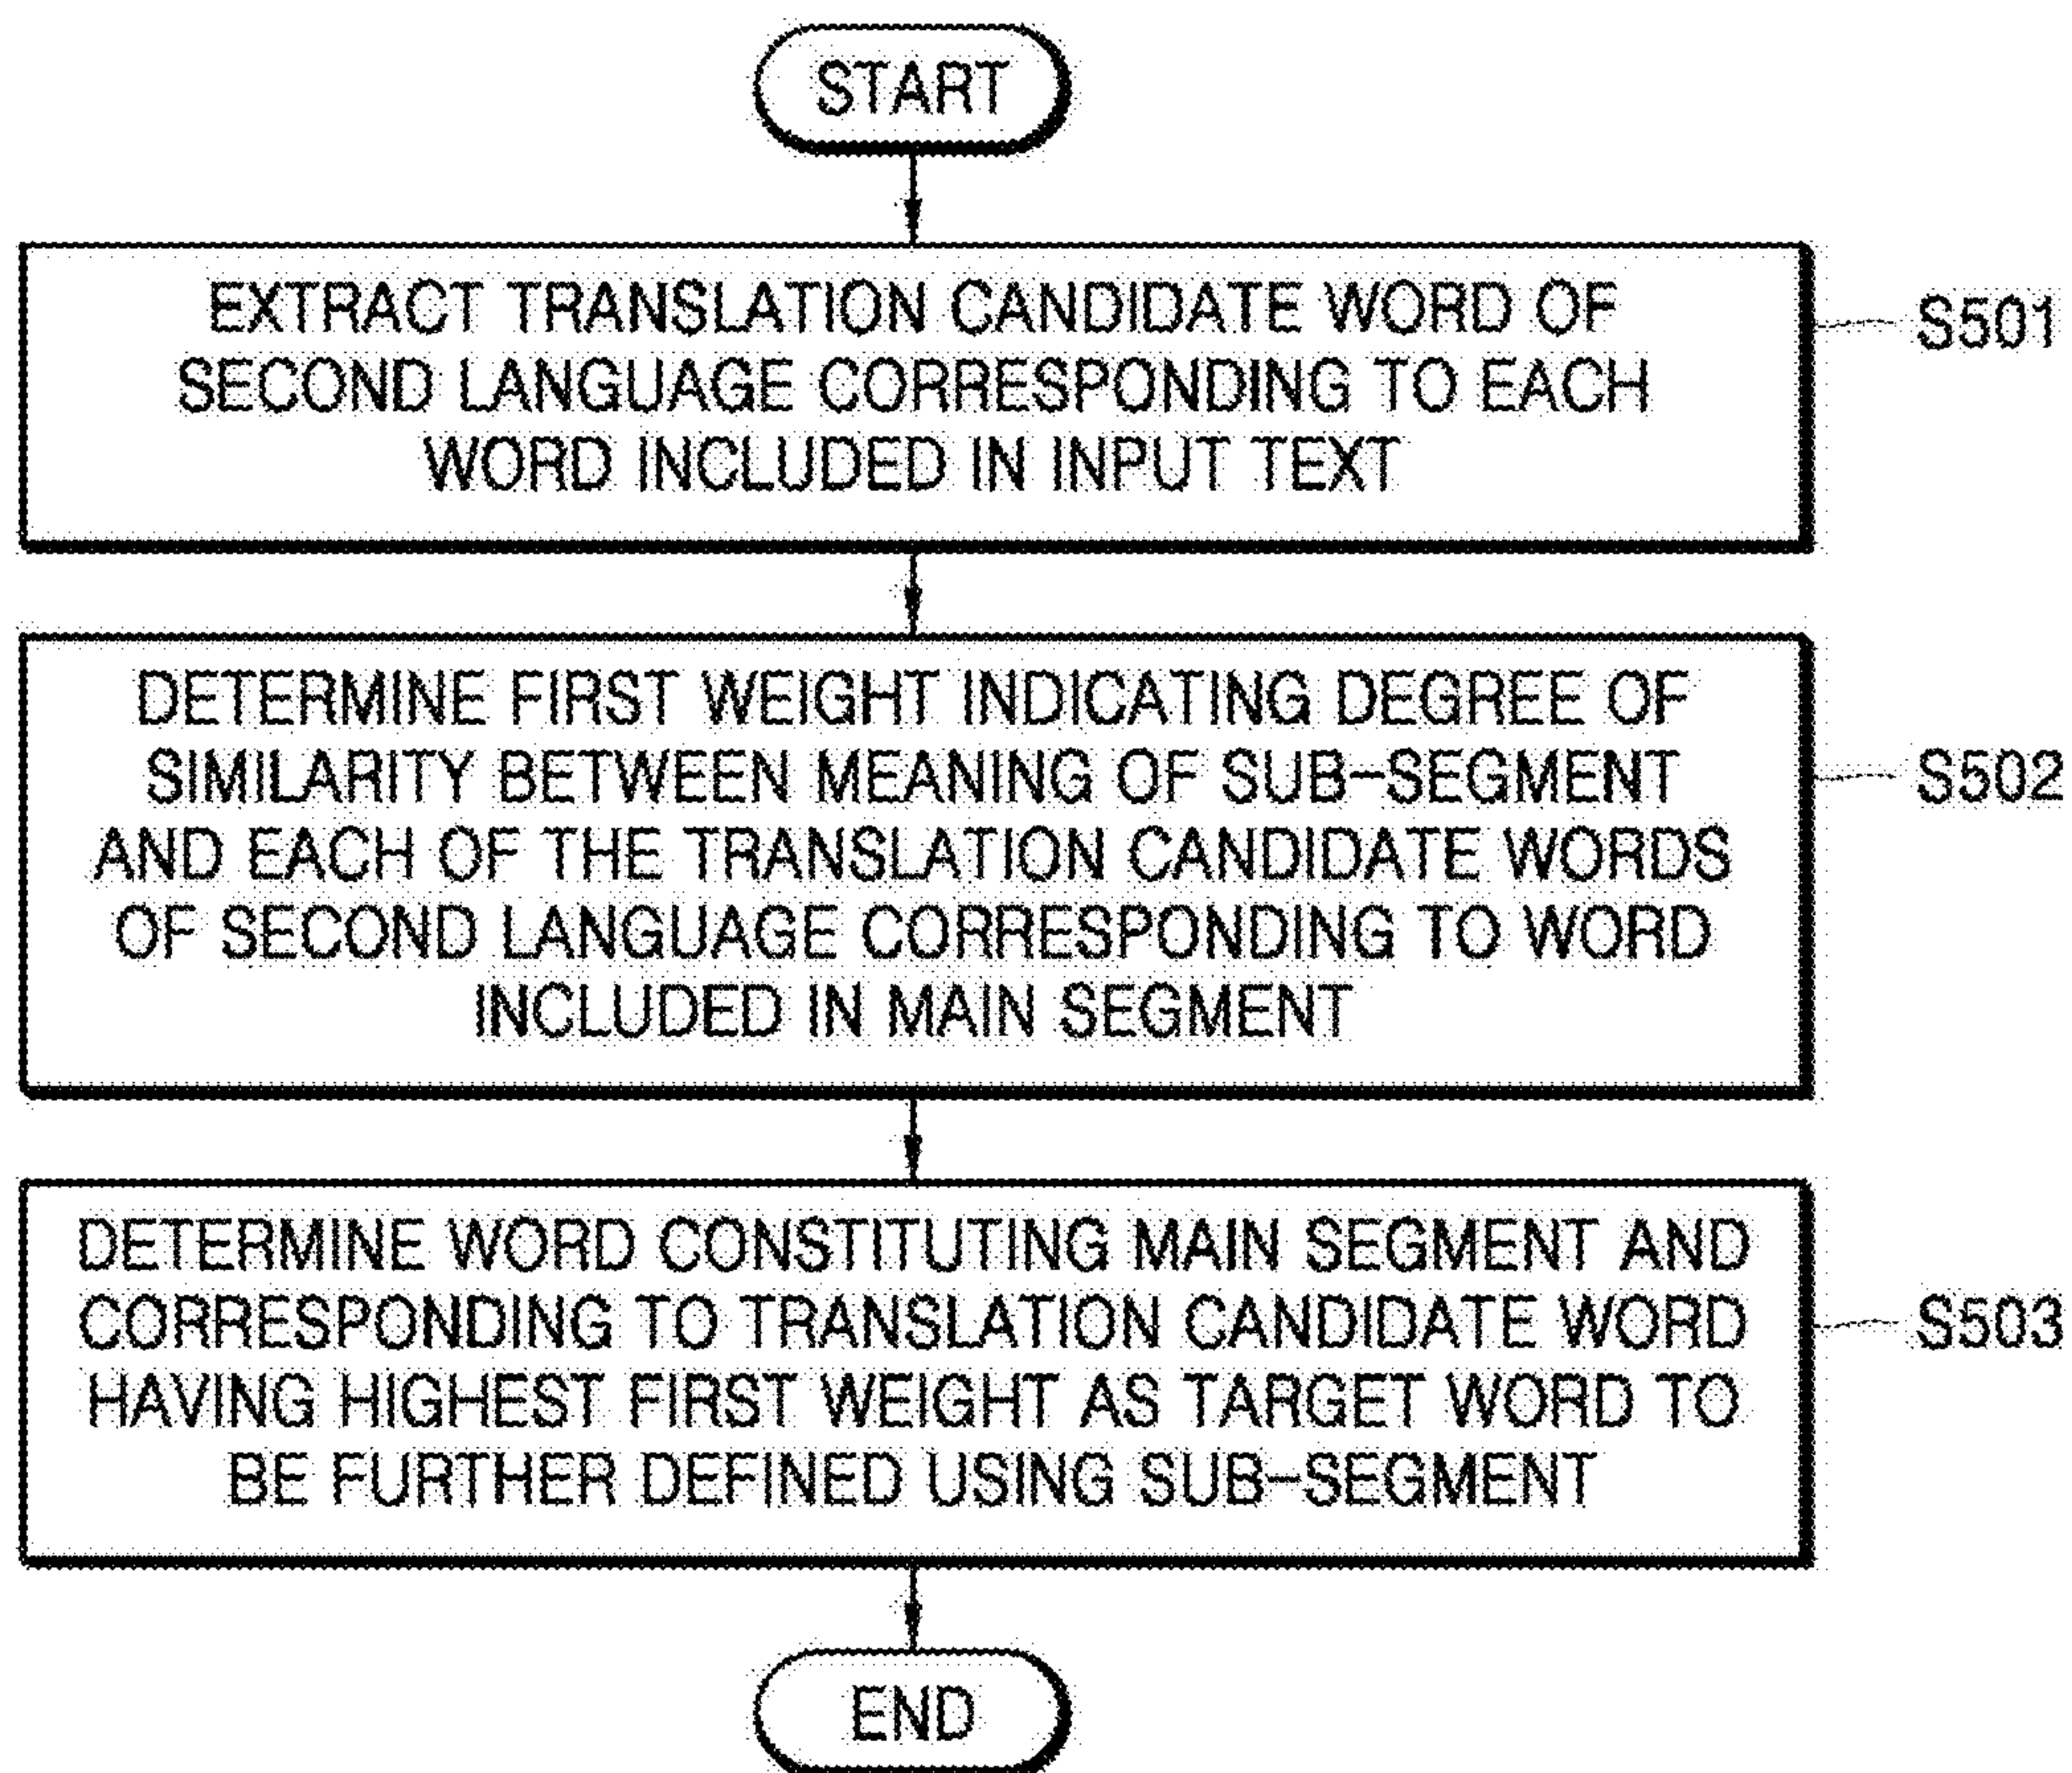 START
EXTRACT TRANSLATION CANDIDATE WORD OF
SECOND LANGUAGE CORRESPONDING TO EACH
WORD INCLUDED IN INPUT TEXT
S501
DETERMINE FIRST WEIGHT INDICATING DEGREE OF
SIMILARITY BETWEEN MEANING OF SUB-SEGMENT
AND EACH OF THE TRANSLATION CANDIDATE WORDS
OF SECOND LANGUAGE CORRESPONDING TO WORD
INCLUDED IN MAIN SEGMENT
S502
DETERMINE WORD CONSTITUTING MAIN SEGMENT AND
CORRESPONDING TO TRANSLATION CANDIDATE WORD
HAVING HIGHEST FIRST WEIGHT AS TARGET WORD TO
BE FURTHER DEFINED USING SUB-SEGMENT
S503
END